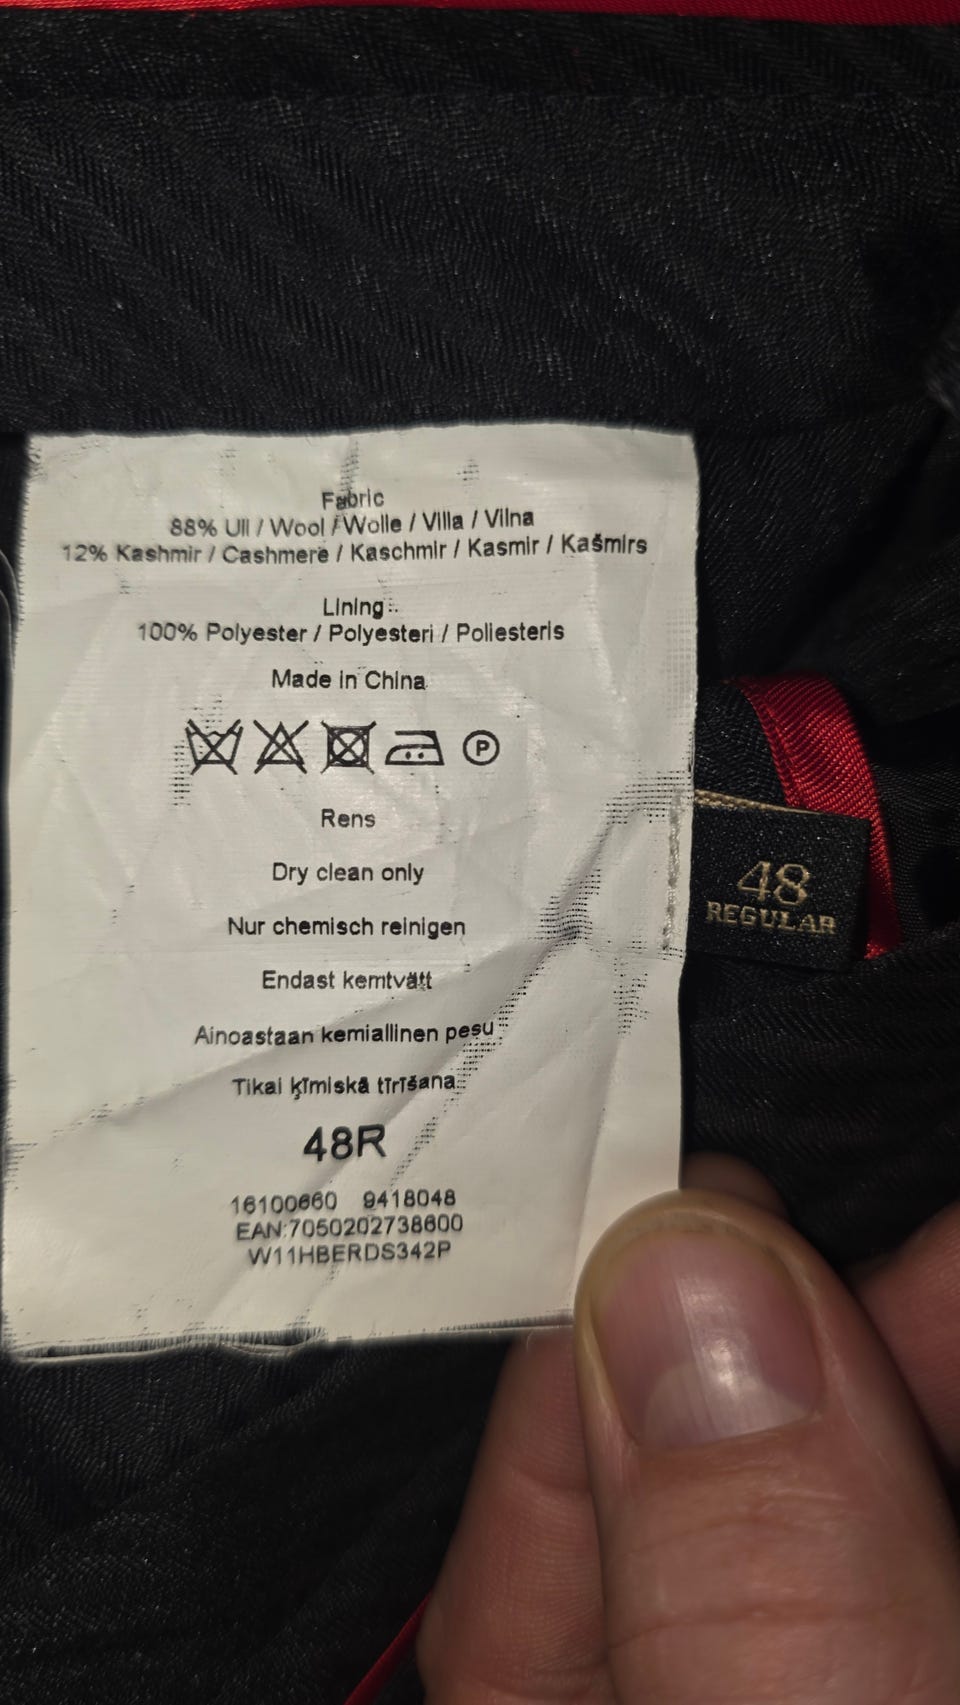 Fabric
88% Ull / Wool / Wolle / Villa / Vilna
12% Kashmir / Cashmere / Kaschmir / Kasmir / Kašmirs
Lining:
100% Polyester / Polyesteri / Poliesteris
Made in China
P
Rens
Dry clean only
Nur chemisch reinigen
Endast kemtvätt
Ainoastaan kemiallinen pesu
Tikai ķīmiskā tīrīšana
48R
16100660 9418048
EAN:7050202738600
W11HBERDS342P
48
REGULAR